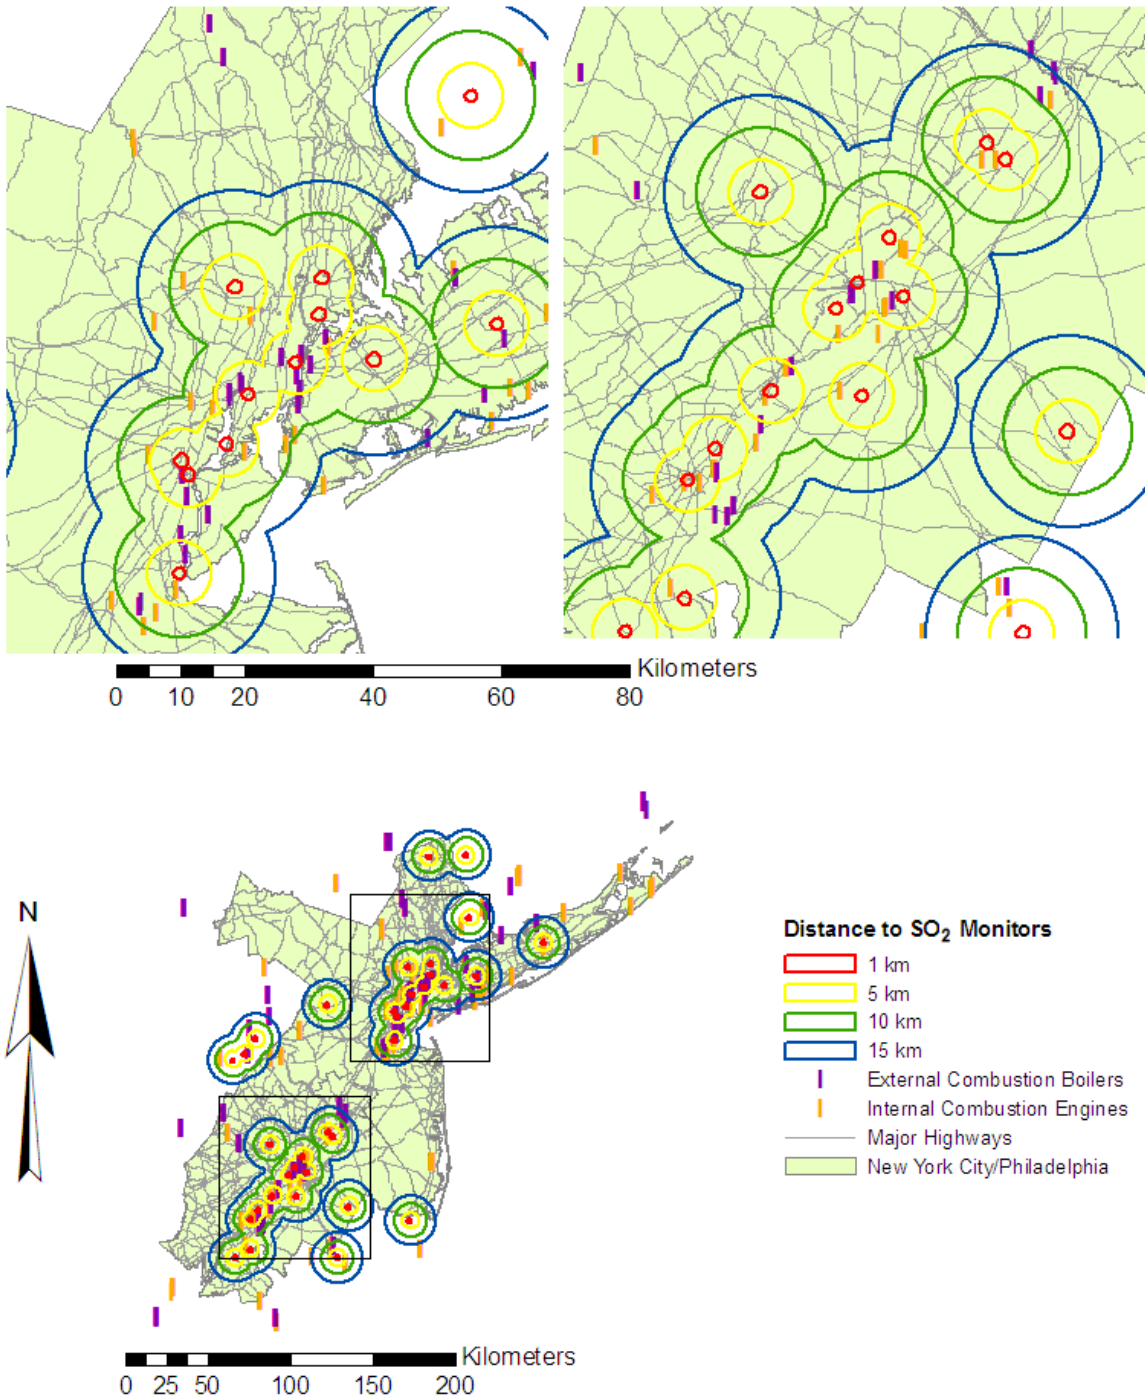 Kilometers
0 10 20 40 60 80
N
Distance to SO₂ Monitors
1 km
5 km
10 km
15 km
External Combustion Boilers
Internal Combustion Engines
Major Highways
New York City/Philadelphia
Kilometers
0 25 50 100 150 200